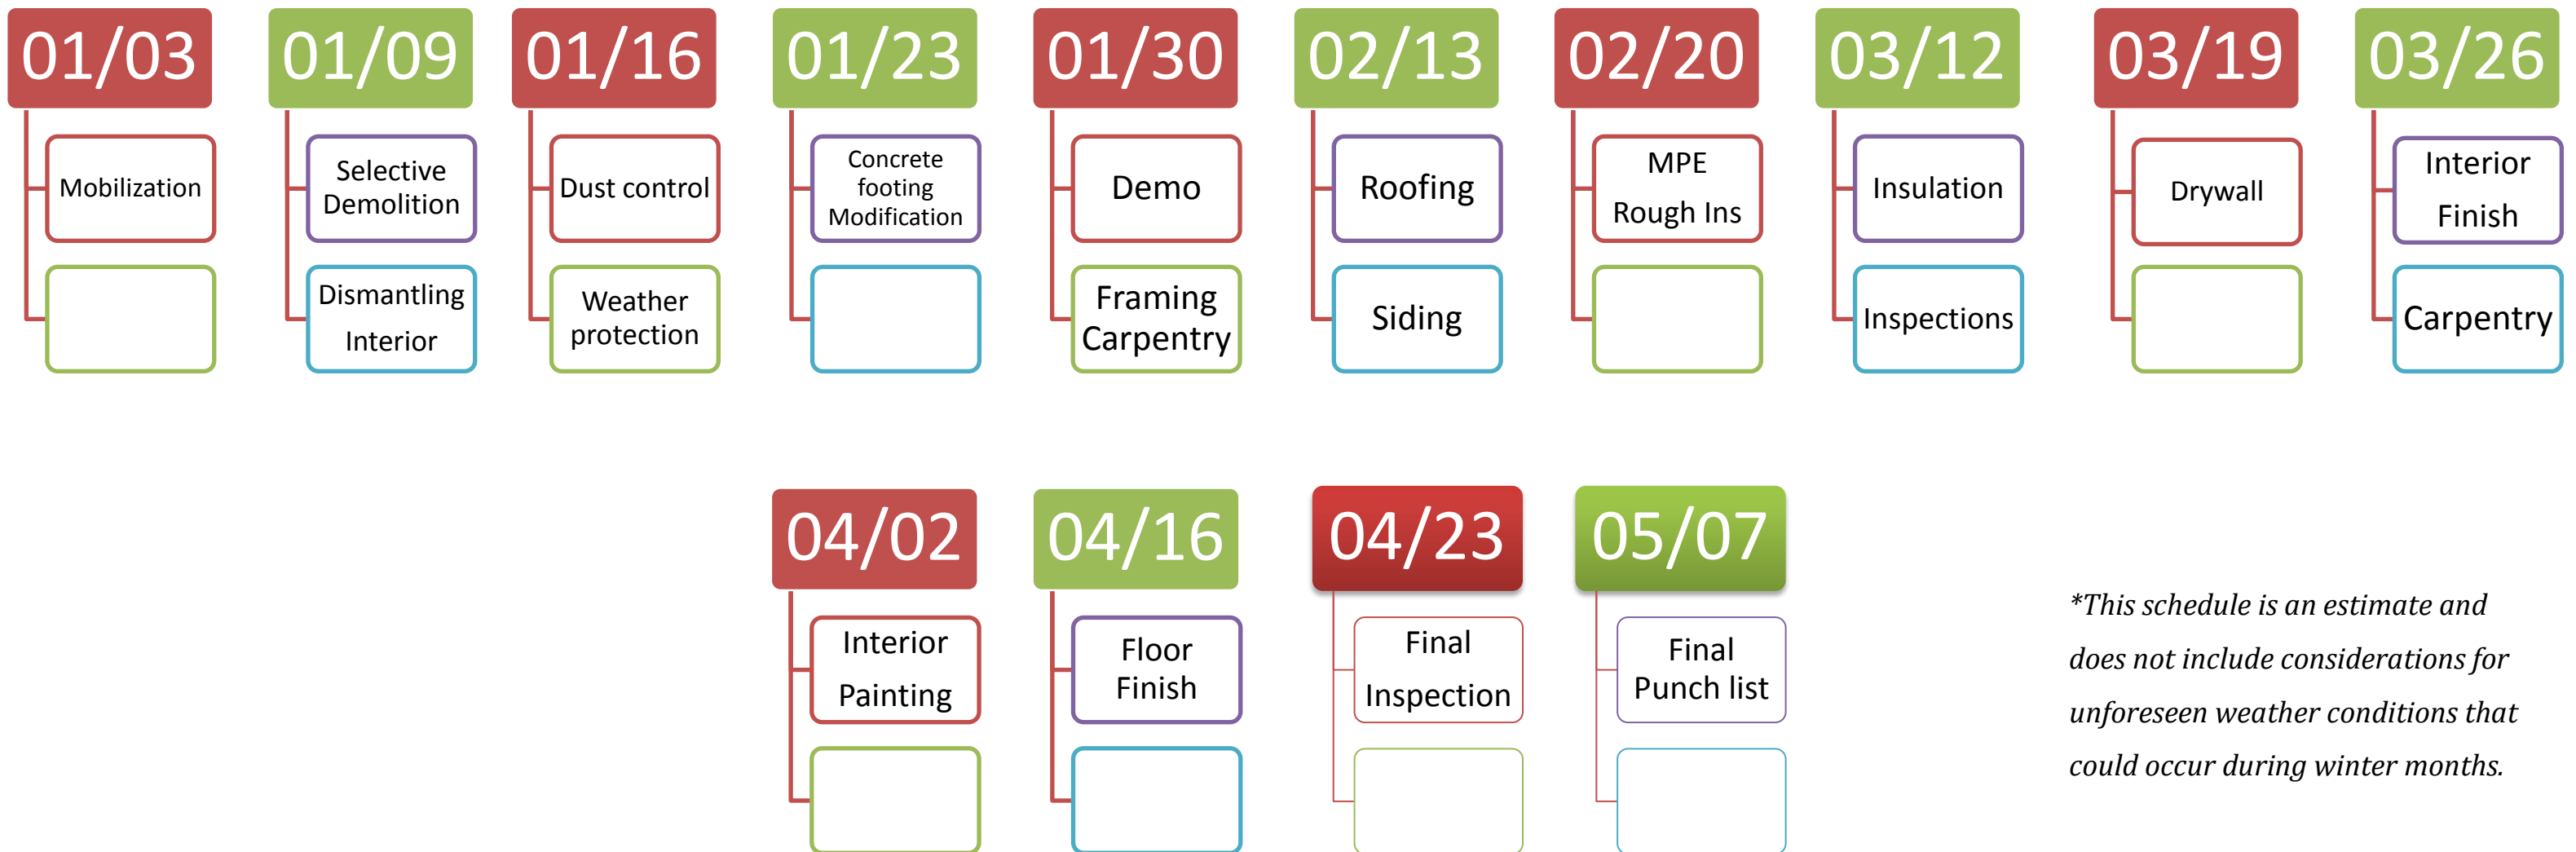 01/03
Mobilization
01/09
Selective
Demolition
Dismantling
Interior
01/16
Dust control
Weather
protection
01/23
Concrete
footing
Modification
01/30
Demo
Framing
Carpentry
02/13
Roofing
Siding
02/20
MPE
Rough Ins
03/12
Insulation
Inspections
03/19
Drywall
03/26
Interior
Finish
Carpentry
04/02
Interior
Painting
04/16
Floor
Finish
04/23
Final
Inspection
05/07
Final
Punch list
*This schedule is an estimate and
does not include considerations for
unforeseen weather conditions that
could occur during winter months.